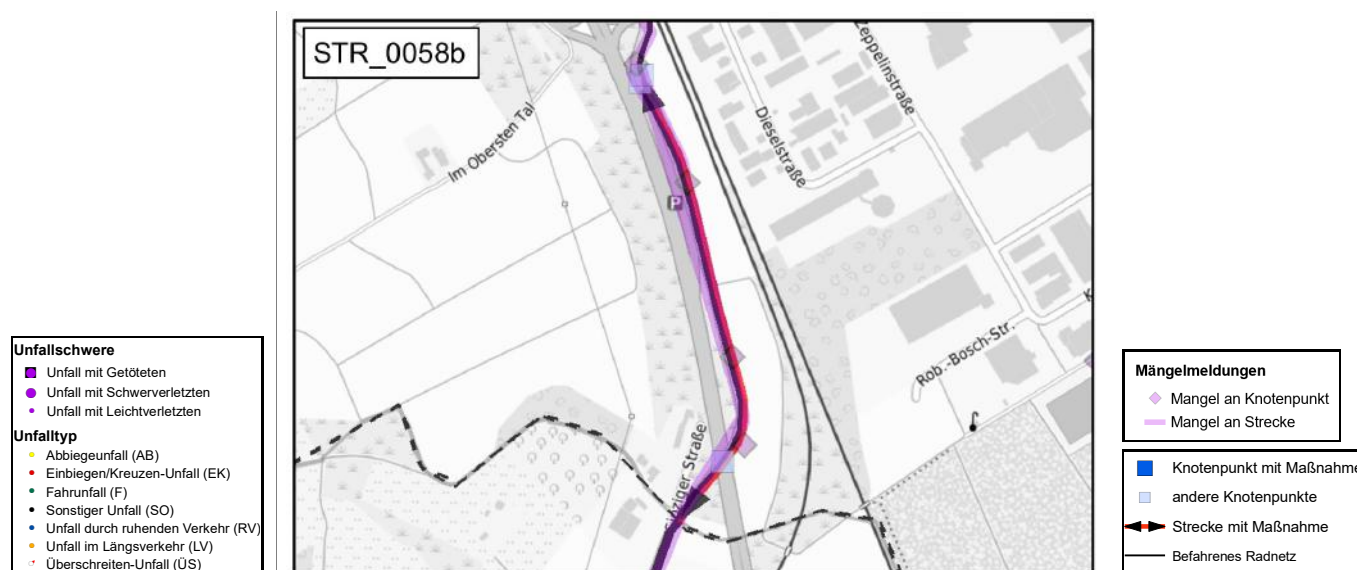 STR_0058b
Zeppelinstraße
Dieselstraße
Im Obersten Tal
P
Rob.-Bosch-Str.
K
Sinziger Straße
Unfallschwere
Unfall mit Getöteten
Unfall mit Schwerverletzten
Unfall mit Leichtverletzten
Unfalltyp
Abbiegeunfall (AB)
Einbiegen/Kreuzen-Unfall (EK)
Fahrunfall (F)
Sonstiger Unfall (SO)
Unfall durch ruhenden Verkehr (RV)
Unfall im Längsverkehr (LV)
Überschreiten-Unfall (ÜS)
Mängelmeldungen
Mangel an Knotenpunkt
Mangel an Strecke
Knotenpunkt mit Maßnahme
andere Knotenpunkte
Strecke mit Maßnahme
Befahrenes Radnetz